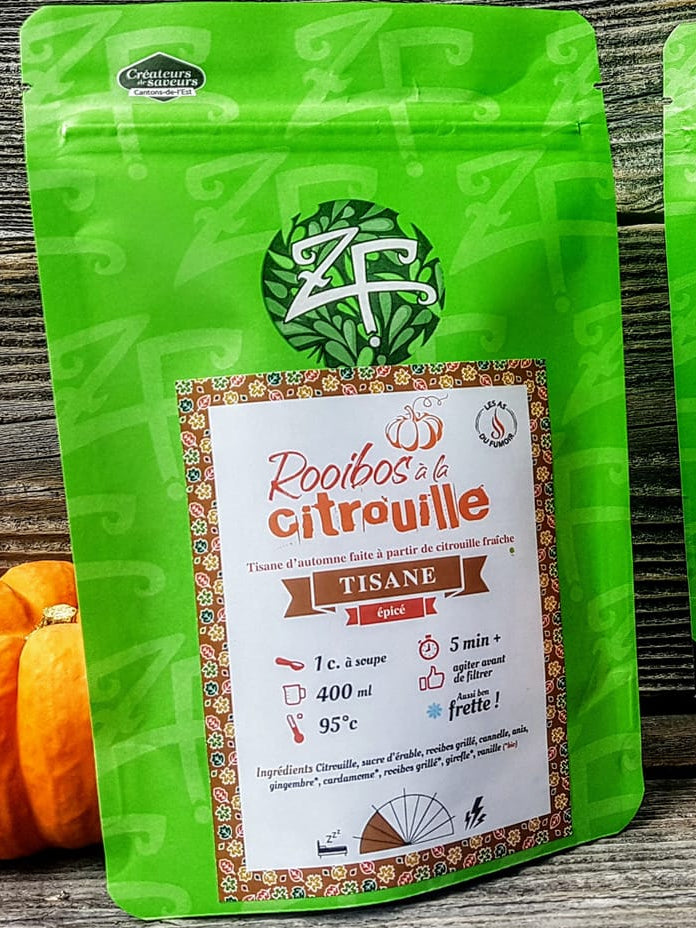 Créateurs
de saveurs
Cantons-de-l'Est
ZF
LES AS
DU FUMOIR
Rooibos à la
citrouille
Tisane d'automne faite à partir de citrouille fraîche
TISANE
épicé
1 c. à soupe
400 ml
95°c
5 min +
agiter avant
de filtrer
Aussi bon
frette !
Ingrédients Citrouille, sucre d'érable, rooibos grillé, cannelle, anis,
gingembre*, cardamome*, rooibos grillé*, girofle*, vanille (*bio)
zzz